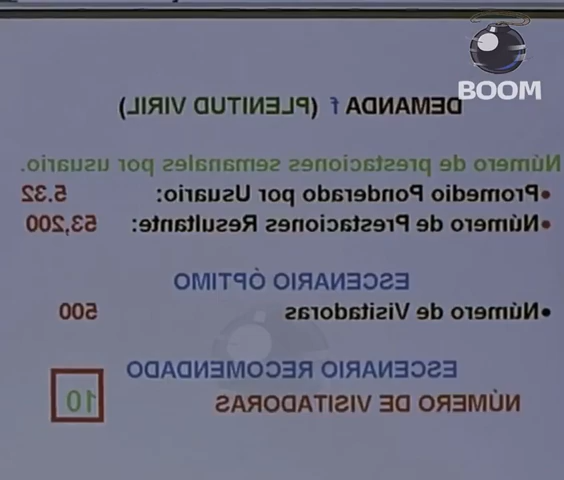 BOOM
DEMANDA f (PLENITUD VIRIL)
Número de prestaciones semanales por usuario.
•Promedio Ponderado por Usuario: 5.32
•Número de Prestaciones Resultante: 53,200
ESCENARIO ÓPTIMO
•Número de Visitadoras 500
ESCENARIO RECOMENDADO
NÚMERO DE VISITADORAS 10